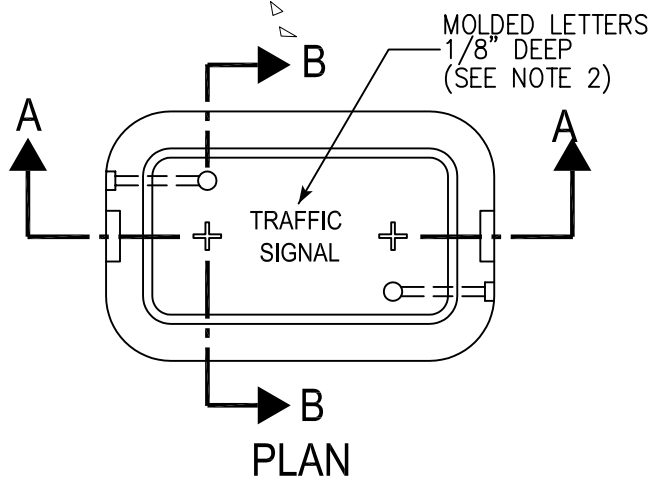 MOLDED LETTERS
1/8” DEEP
(SEE NOTE 2)
B
A
A
TRAFFIC
SIGNAL
B
PLAN